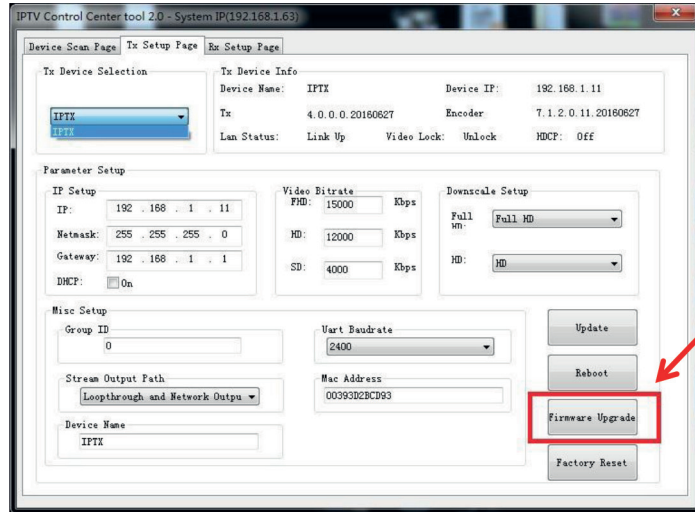 IPTV Control Center tool 2.0 - System IP(192.168.1.63)
Device Scan Page Tx Setup Page Rx Setup Page
Tx Device Selection
IPTX
IPTX
Tx Device Info
Device Name: IPTX Device IP: 192.168.1.11
Tx 4.0.0.0.20160627 Encoder 7.1.2.0.11.20160627
Lan Status: Link Up Video Lock: Unlock HDCP: Off
Parameter Setup
IP Setup
IP: 192 . 168 . 1 . 11
Netmask: 255 . 255 . 255 . 0
Gateway: 192 . 168 . 1 . 1
DHCP: On
Video Bitrate
FHD: 15000 Kbps
HD: 12000 Kbps
SD: 4000 Kbps
Downscale Setup
Full Full HD
HD: HD
Misc Setup
Group ID
0
Uart Baudrate
2400
Stream Output Path
Loopthrough and Network Outpu
Mac Address
00393D2BCD93
Device Name
IPTX
Update
Reboot
Firmware Upgrade
Factory Reset